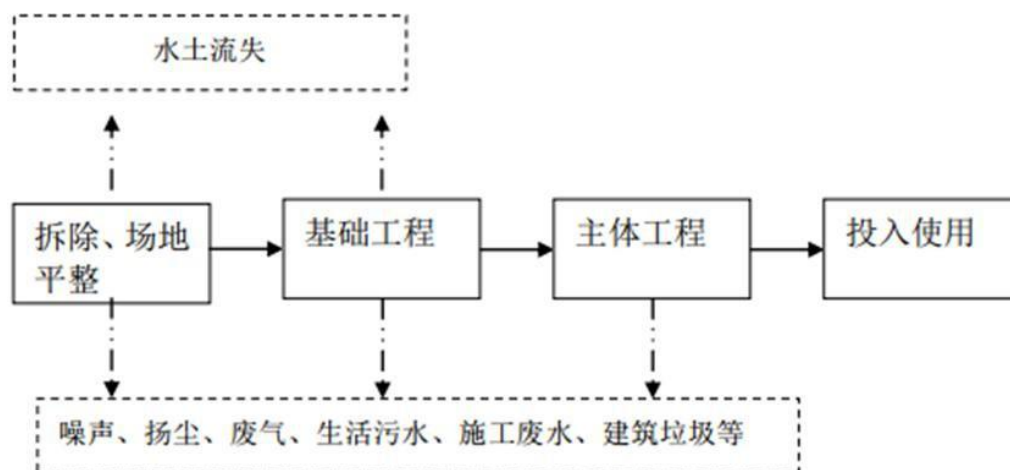 水土流失
拆除、场地
平整
基础工程
主体工程
投入使用
噪声、扬尘、废气、生活污水、施工废水、建筑垃圾等